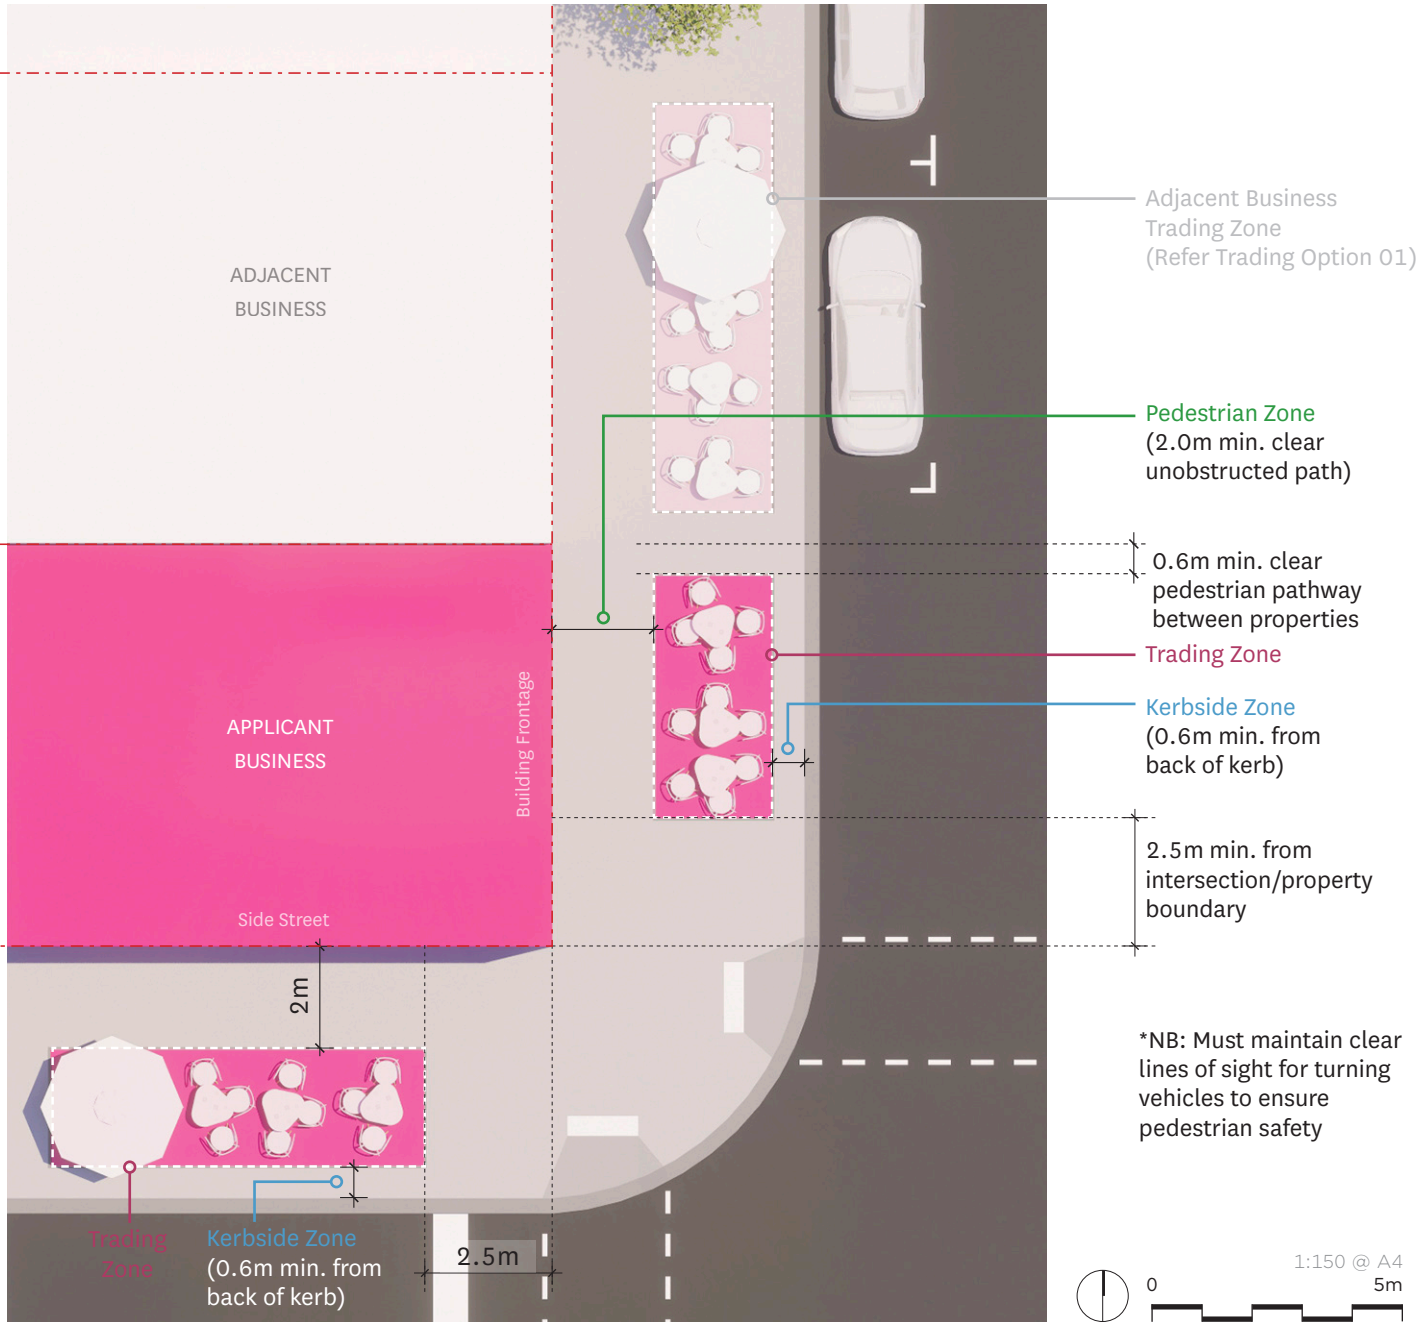 ADJACENT
BUSINESS
Adjacent Business
Trading Zone
(Refer Trading Option 01)
Pedestrian Zone
(2.0m min. clear
unobstructed path)
0.6m min. clear
pedestrian pathway
between properties
Trading Zone
Kerbside Zone
(0.6m min. from
back of kerb)
APPLICANT
BUSINESS
Building Frontage
2.5m min. from
intersection/property
boundary
Side Street
2m
*NB: Must maintain clear
lines of sight for turning
vehicles to ensure
pedestrian safety
Trading
Zone
Kerbside Zone
(0.6m min. from
back of kerb)
2.5m
1:150 @ A4
0
5m